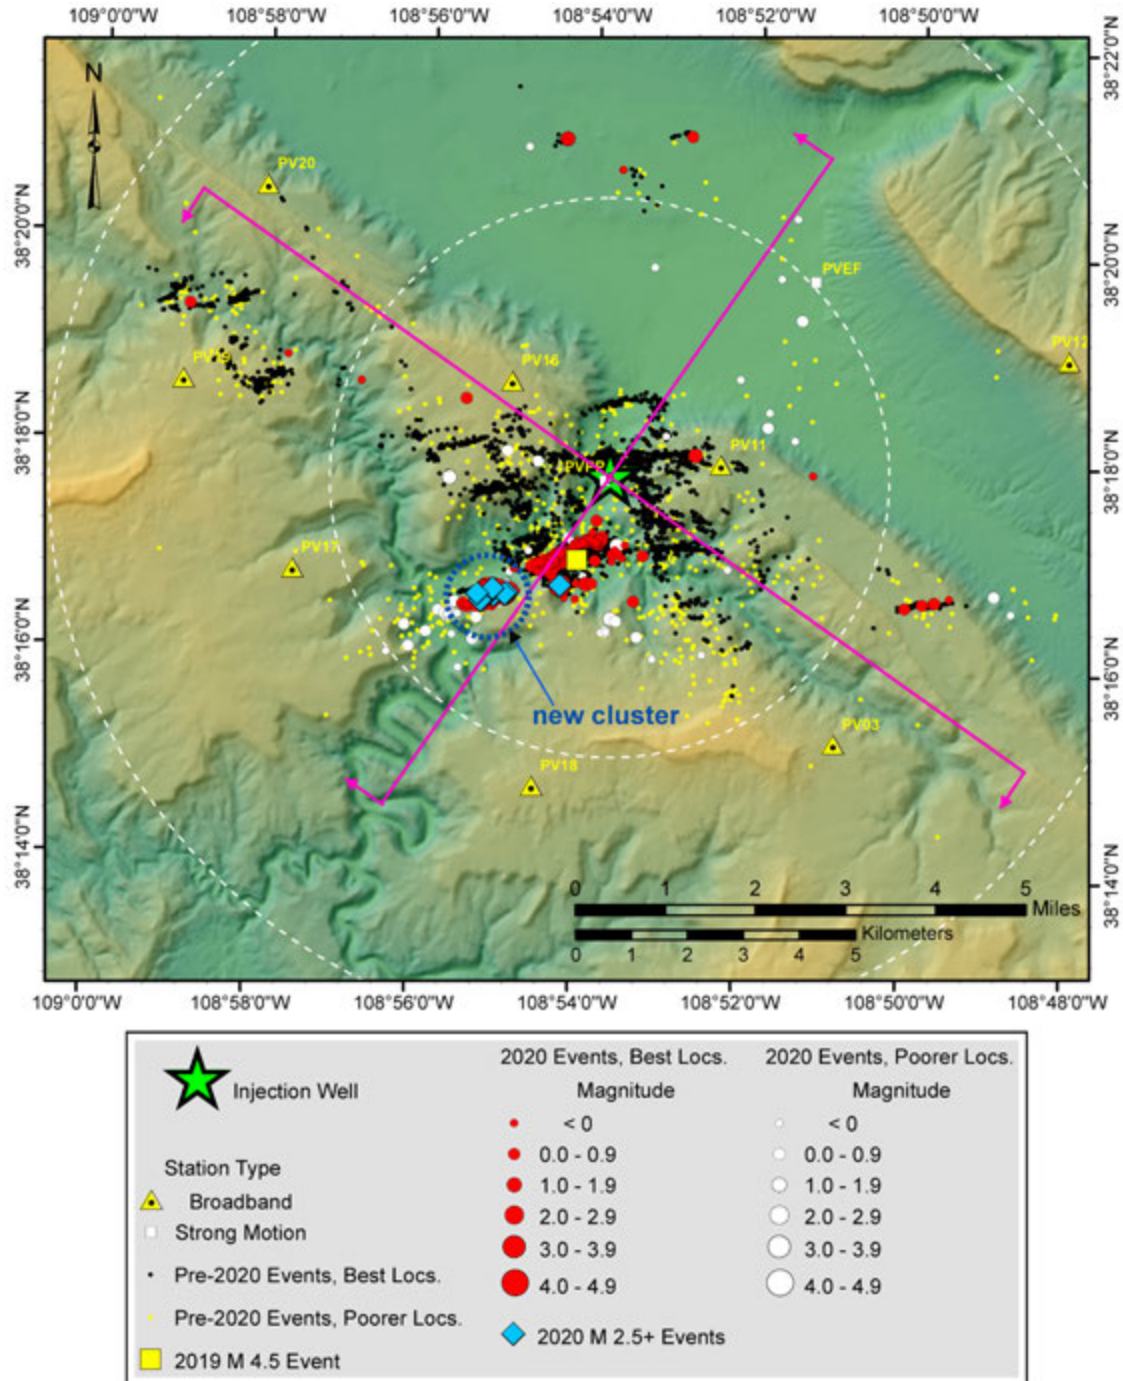 109°0'0"W 108°58'0"W 108°56'0"W 108°54'0"W 108°52'0"W 108°50'0"W
38°22'0"N
N
PV20
38°20'0"N
PVEF
38°20'0"N
PV12
PV19
PV16
38°18'0"N
PV11
38°18'0"N
PV17
38°16'0"N
38°16'0"N
new cluster
PV03
PV18
38°14'0"N
38°14'0"N
0 1 2 3 4 5
Miles
Kilometers
0 1 2 3 4 5
109°0'0"W 108°58'0"W 108°56'0"W 108°54'0"W 108°52'0"W 108°50'0"W 108°48'0"W
Injection Well
Station Type
Broadband
Strong Motion
Pre-2020 Events, Best Locs.
Pre-2020 Events, Poorer Locs.
2019 M 4.5 Event
2020 Events, Best Locs.
Magnitude
< 0
0.0 - 0.9
1.0 - 1.9
2.0 - 2.9
3.0 - 3.9
4.0 - 4.9
2020 M 2.5+ Events
2020 Events, Poorer Locs.
Magnitude
< 0
0.0 - 0.9
1.0 - 1.9
2.0 - 2.9
3.0 - 3.9
4.0 - 4.9